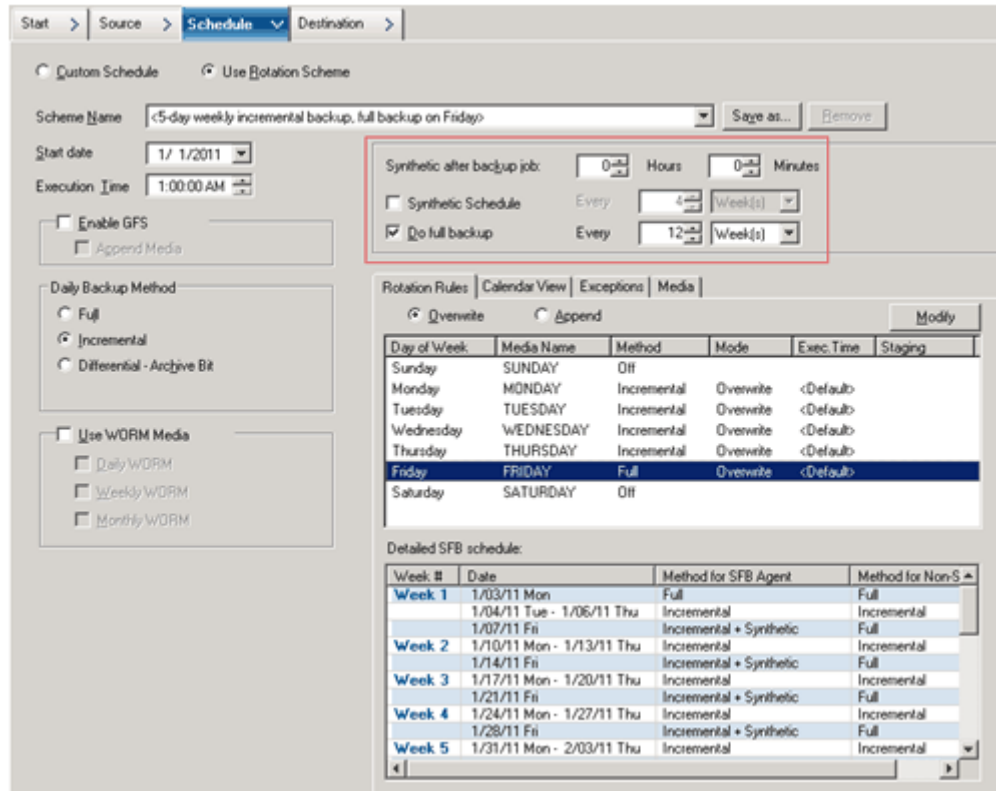 Start > Source > Schedule Destination >
Custom Schedule Use Rotation Scheme
Scheme Name <5-day weekly incremental backup, full backup on Friday> Save as... Remove
Start date 1/ 1/2011
Execution Time 1:00:00 AM
Enable GFS
Append Media
Synthetic after backup job: 0 Hours 0 Minutes
Synthetic Schedule Every 4 Week(s)
Do full backup Every 12 Week(s)
Daily Backup Method
Full
Incremental
Differential - Archive Bit
Use WORM Media
Daily WORM
Weekly WORM
Monthly WORM
Rotation Rules Calendar View Exceptions Media
Overwrite Append Modify
Day of Week Media Name Method Mode Exec.Time Staging
Sunday SUNDAY Off
Monday MONDAY Incremental Overwrite <Default>
Tuesday TUESDAY Incremental Overwrite <Default>
Wednesday WEDNESDAY Incremental Overwrite <Default>
Thursday THURSDAY Incremental Overwrite <Default>
Friday FRIDAY Full Overwrite <Default>
Saturday SATURDAY Off
Detailed SFB schedule:
Week # Date Method for SFB Agent Method for Non-S
Week 1 1/03/11 Mon Full Full
1/04/11 Tue - 1/06/11 Thu Incremental Incremental
1/07/11 Fri Incremental + Synthetic Full
Week 2 1/10/11 Mon - 1/13/11 Thu Incremental Incremental
1/14/11 Fri Incremental + Synthetic Full
Week 3 1/17/11 Mon - 1/20/11 Thu Incremental Incremental
1/21/11 Fri Incremental + Synthetic Full
Week 4 1/24/11 Mon - 1/27/11 Thu Incremental Incremental
1/28/11 Fri Incremental + Synthetic Full
Week 5 1/31/11 Mon - 2/03/11 Thu Incremental Incremental